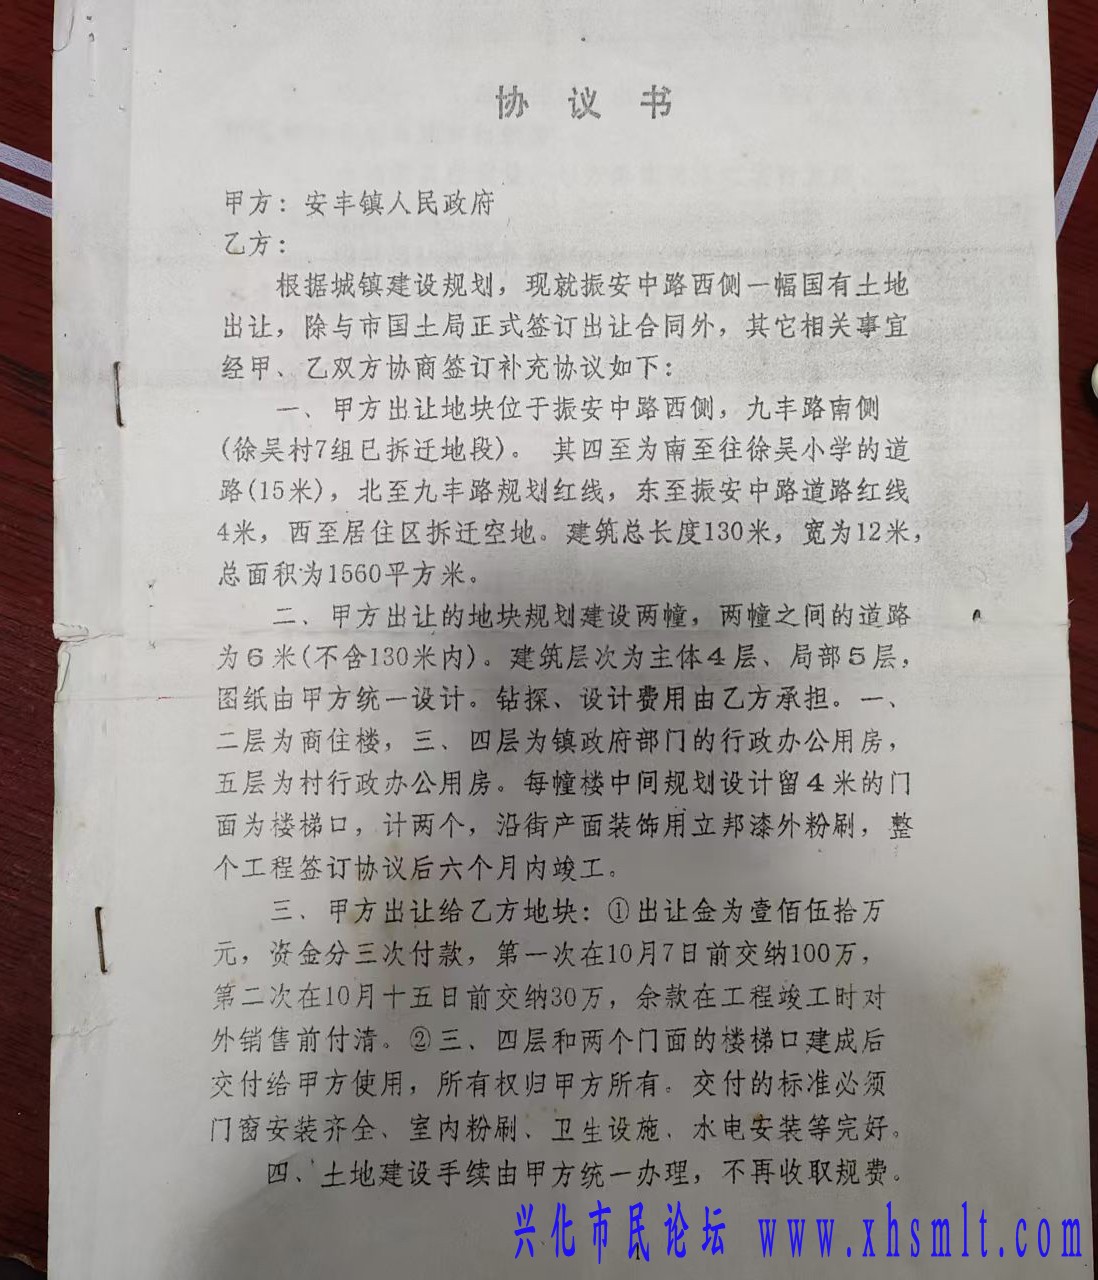 协 议 书
甲方：安丰镇人民政府
乙方：
根据城镇建设规划，现就振安中路西侧一幅国有土地
出让，除与市国土局正式签订出让合同外，其它相关事宜
经甲、乙双方协商签订补充协议如下：
一、甲方出让地块位于振安中路西侧，九丰路南侧
(徐吴村7组已拆迁地段)。 其四至为南至往徐吴小学的道
路(15米)，北至九丰路规划红线，东至振安中路道路红线
4米，西至居住区拆迁空地。建筑总长度130米，宽为12米，
总面积为1560平方米。
二、甲方出让的地块规划建设两幢，两幢之间的道路
为6米(不含130米内)。建筑层次为主体4层、局部5层，
图纸由甲方统一设计。钻探、设计费用由乙方承担。一、
二层为商住楼，三、四层为镇政府部门的行政办公用房，
五层为村行政办公用房。每幢楼中间规划设计留4米的门
面为楼梯口，计两个，沿街产面装饰用立邦漆外粉刷，整
个工程签订协议后六个月内竣工。
三、甲方出让给乙方地块：①出让金为壹佰伍拾万
元，资金分三次付款，第一次在10月7日前交纳100万，
第二次在10月十五日前交纳30万，余款在工程竣工时对
外销售前付清。②三、四层和两个门面的楼梯口建成后
交付给甲方使用，所有权归甲方所有。交付的标准必须
门窗安装齐全、室内粉刷、卫生设施、水电安装等完好。
四、土地建设手续由甲方统一办理，不再收取规费。
兴化市民论坛 www.xhsmlt.com